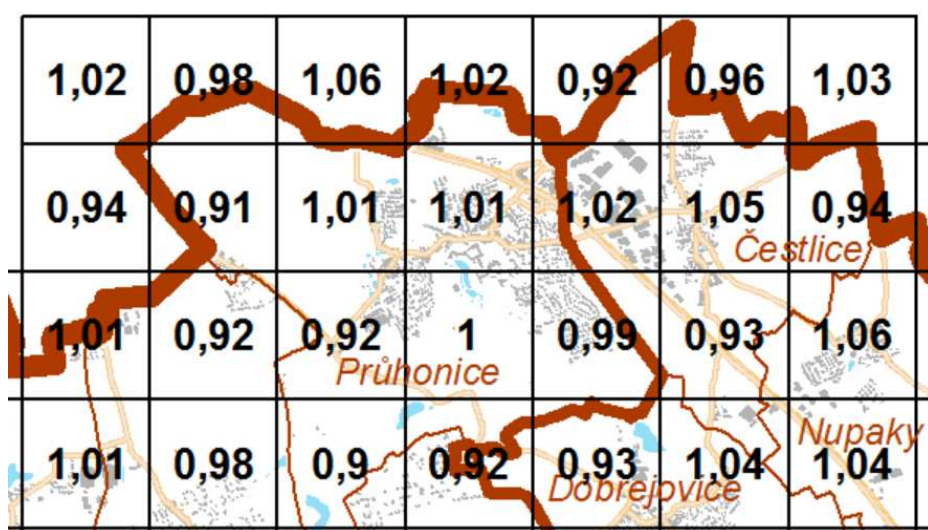 1,02 0,98 1,06 1,02 0,92 0,96 1,03
0,94 0,91 1,01 1,01 1,02 1,05 0,94
Čestlice
1,01 0,92 0,92 1 0,99 0,93 1,06
Průhonice
Nupaky
1,01 0,98 0,9 0,92 0,93 1,04 1,04
Dobřejovice